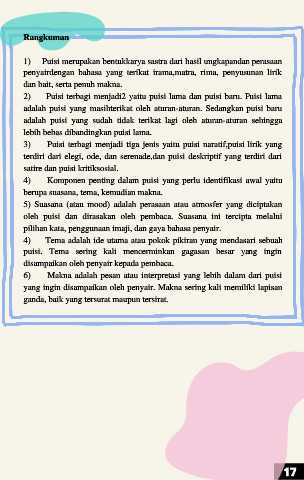 Rangkuman
1) Puisi merupakan bentukkarya sastra dari hasil ungkapandan perasaan
penyairdengan bahasa yang terikat irama,matra, rima, penyusunan lirik
dan bait, serta penuh makna.
2) Puisi terbagi menjadi2 yaitu puisi lama dan puisi baru. Puisi lama
adalah puisi yang masihterikat oleh aturan-aturan. Sedangkan puisi baru
adalah puisi yang sudah tidak terikat lagi oleh aturan-aturan sehingga
lebih bebas dibandingkan puisi lama.
3) Puisi terbagi menjadi tiga jenis yaitu puisi naratif,puisi lirik yang
terdiri dari elegi, ode, dan serenade,dan puisi deskriptif yang terdiri dari
satire dan puisi kritiksosial.
4) Komponen penting dalam puisi yang perlu identifikasi awal yaitu
berupa suasana, tema, kemudian makna.
5) Suasana (atau mood) adalah perasaan atau atmosfer yang diciptakan
oleh puisi dan dirasakan oleh pembaca. Suasana ini tercipta melalui
pilihan kata, penggunaan imaji, dan gaya bahasa penyair.
4) Tema adalah ide utama atau pokok pikiran yang mendasari sebuah
puisi. Tema sering kali mencerminkan gagasan besar yang ingin
disampaikan oleh penyair kepada pembaca.
6) Makna adalah pesan atau interpretasi yang lebih dalam dari puisi
yang ingin disampaikan oleh penyair. Makna sering kali memiliki lapisan
ganda, baik yang tersurat maupun tersirat.
17